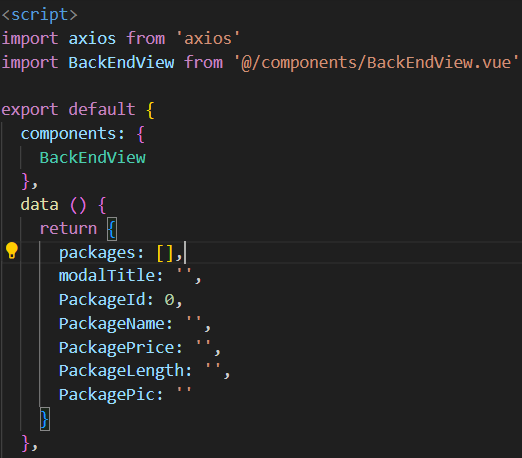 <script>
import axios from 'axios'
import BackEndView from '@/components/BackEndView.vue'
export default {
components: {
BackEndView
},
data () {
return {
packages: [],
modalTitle: '',
PackageId: 0,
PackageName: '',
PackagePrice: '',
PackageLength: '',
PackagePic: ''
}
},